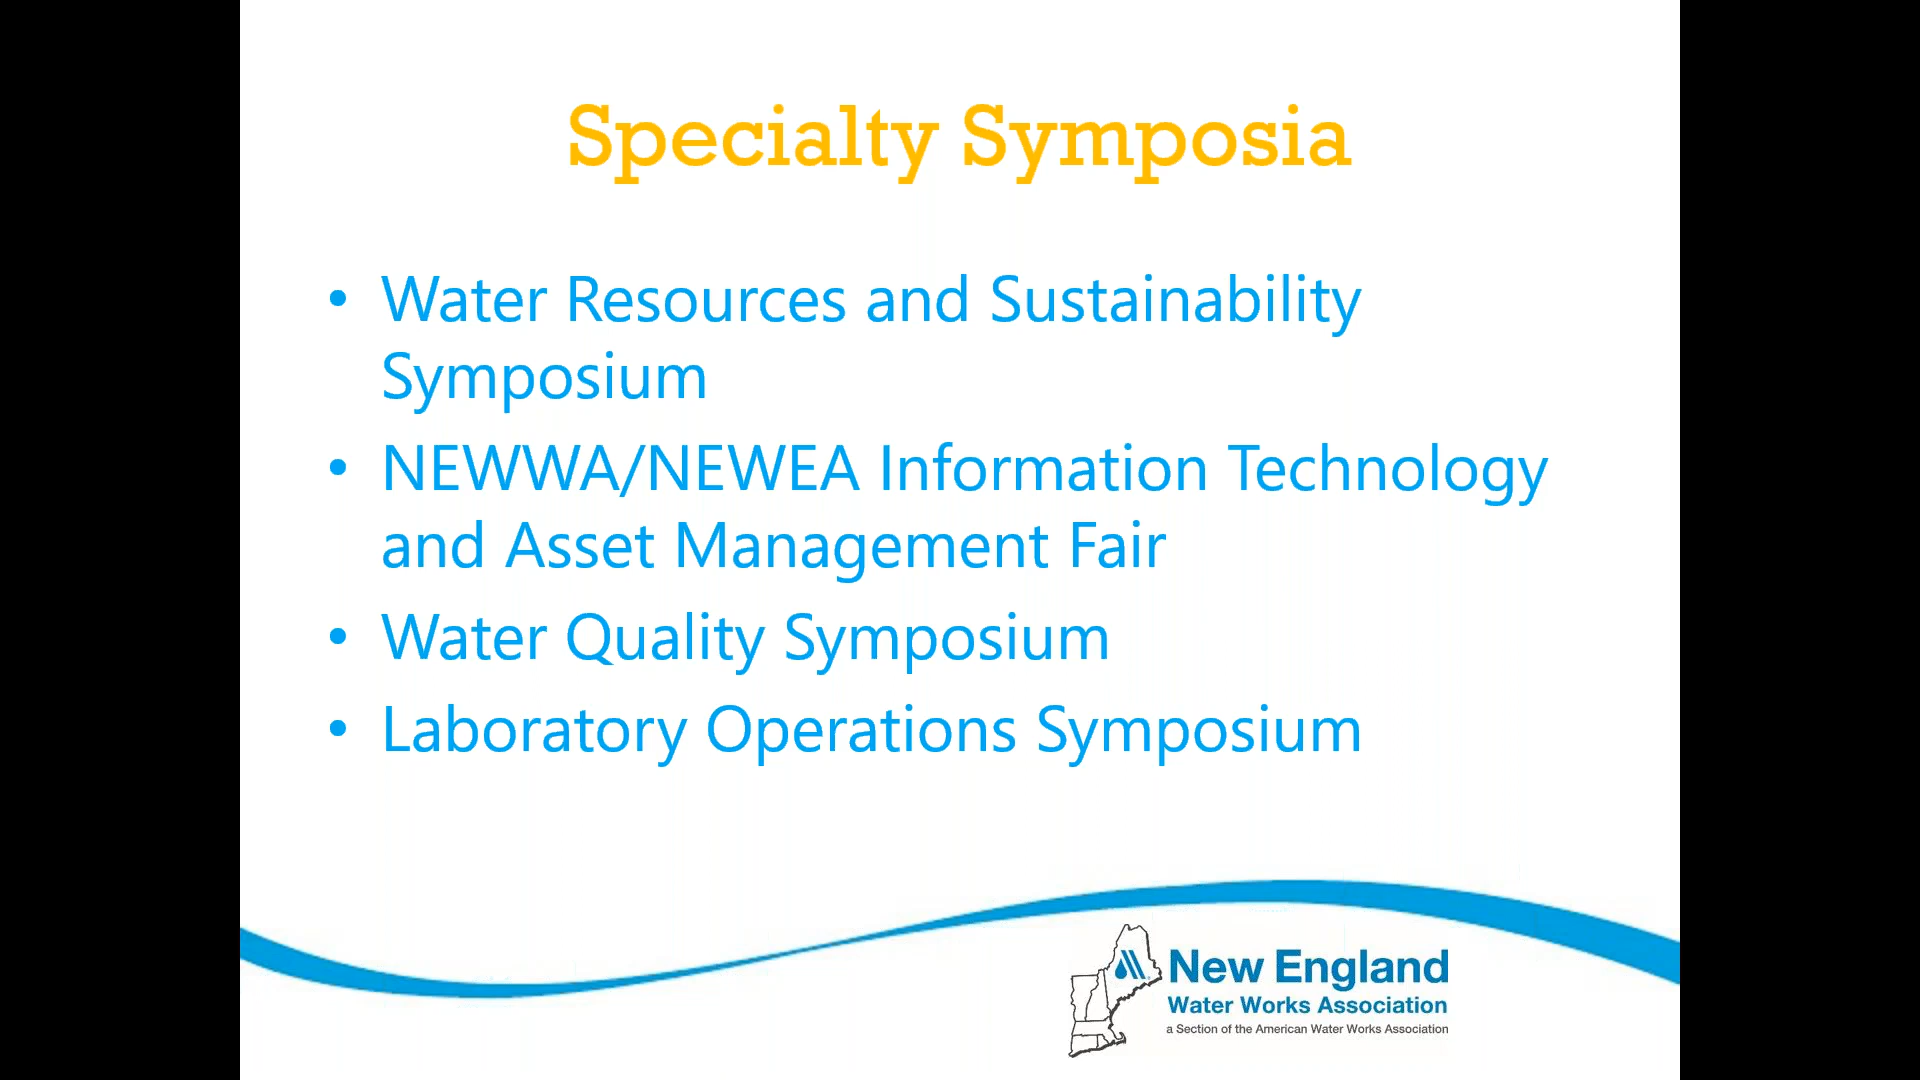 Specialty Symposia
• Water Resources and Sustainability
Symposium
• NEWWA/NEWEA Information Technology
and Asset Management Fair
• Water Quality Symposium
• Laboratory Operations Symposium
New England
Water Works Association
a Section of the American Water Works Association